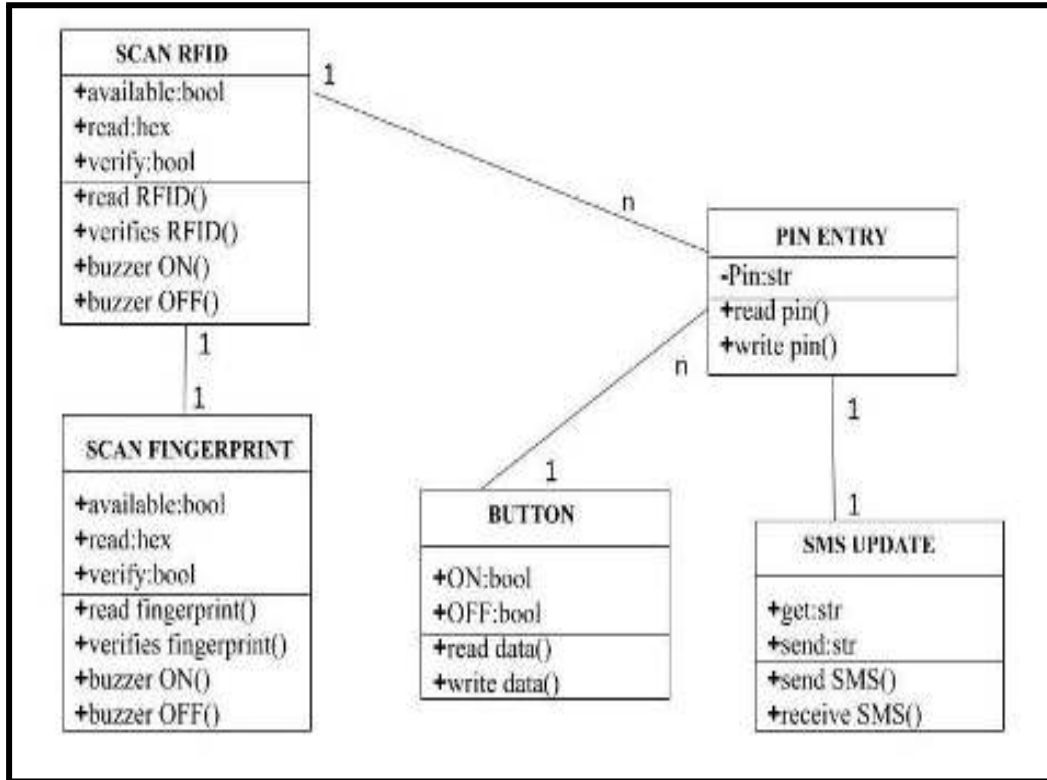 SCAN RFID
+available:bool
+read:hex
+verify:bool
+read RFID()
+verifies RFID()
+buzzer ON()
+buzzer OFF()
1
n
PIN ENTRY
-Pin:str
+read pin()
+write pin()
1
1
SCAN FINGERPRINT
+available:bool
+read:hex
+verify:bool
+read fingerprint()
+verifies fingerprint()
+buzzer ON()
+buzzer OFF()
n
1
BUTTON
+ON:bool
+OFF:bool
+read data()
+write data()
1
1
SMS UPDATE
+get:str
+send:str
+send SMS()
+receive SMS()